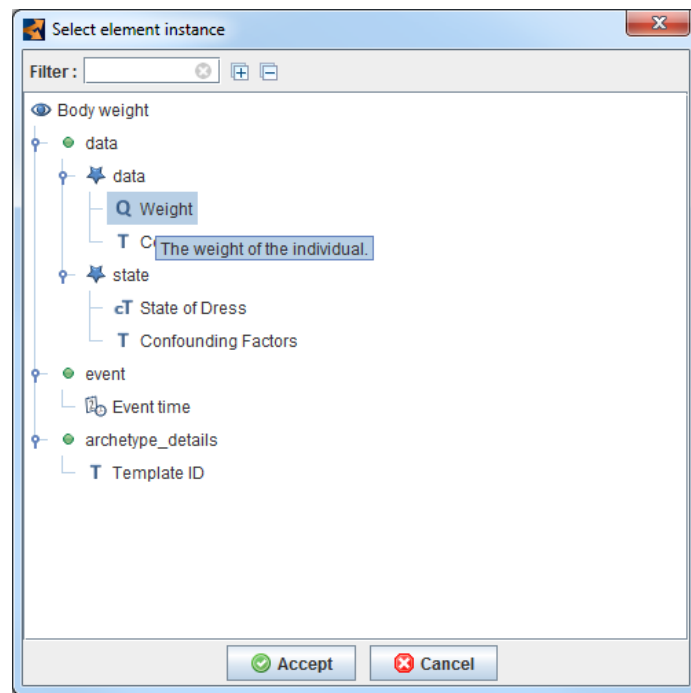 Select element instance
Filter :
Body weight
data
data
Q Weight
T
The weight of the individual.
state
cT State of Dress
T Confounding Factors
event
Event time
archetype_details
T Template ID
Accept Cancel